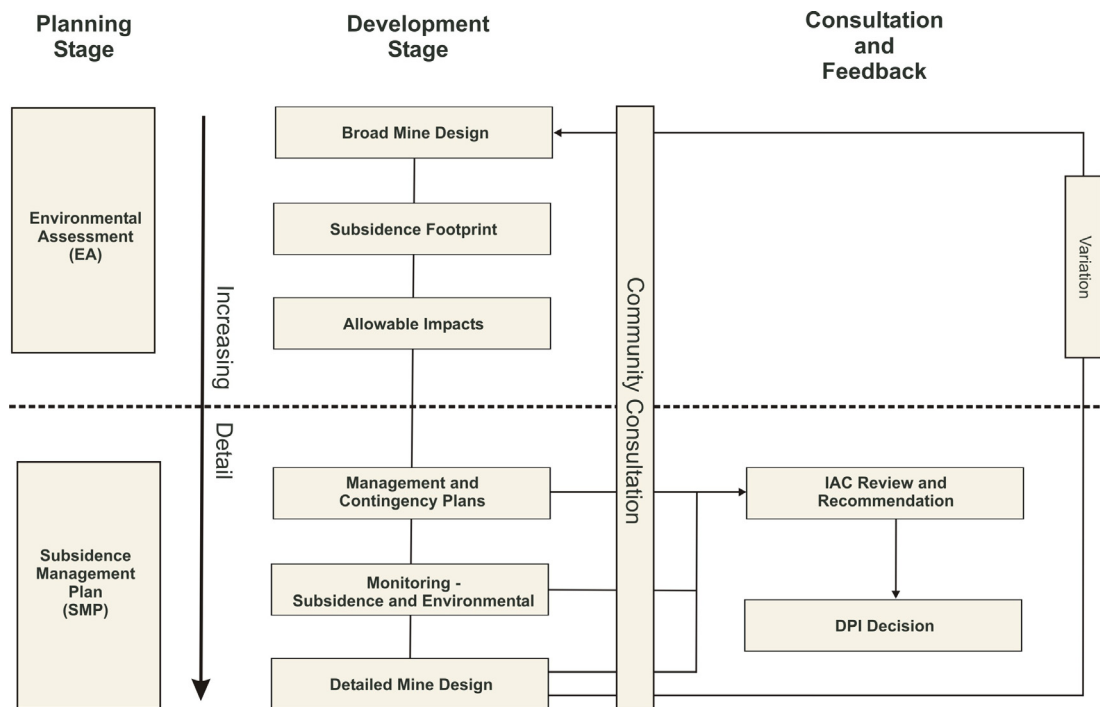 Planning
Stage
Development
Stage
Consultation
and
Feedback
Environmental
Assessment
(EA)
Increasing
Detail
Broad Mine Design
Subsidence Footprint
Allowable Impacts
Community Consultation
Variation
Subsidence
Management
Plan
(SMP)
Management and
Contingency Plans
Monitoring -
Subsidence and Environmental
Detailed Mine Design
IAC Review and
Recommendation
DPI Decision